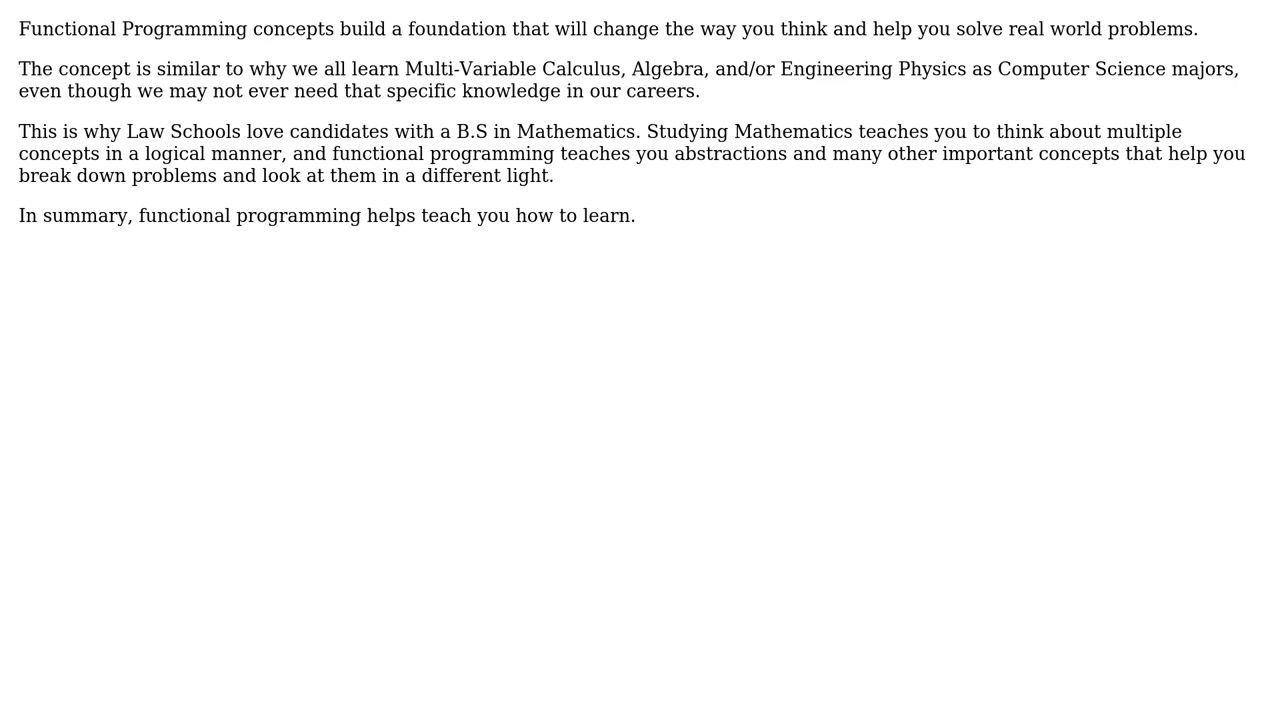 Functional Programming concepts build a foundation that will change the way you think and help you solve real world problems.
The concept is similar to why we all learn Multi-Variable Calculus, Algebra, and/or Engineering Physics as Computer Science majors,
even though we may not ever need that specific knowledge in our careers.
This is why Law Schools love candidates with a B.S in Mathematics. Studying Mathematics teaches you to think about multiple
concepts in a logical manner, and functional programming teaches you abstractions and many other important concepts that help you
break down problems and look at them in a different light.
In summary, functional programming helps teach you how to learn.